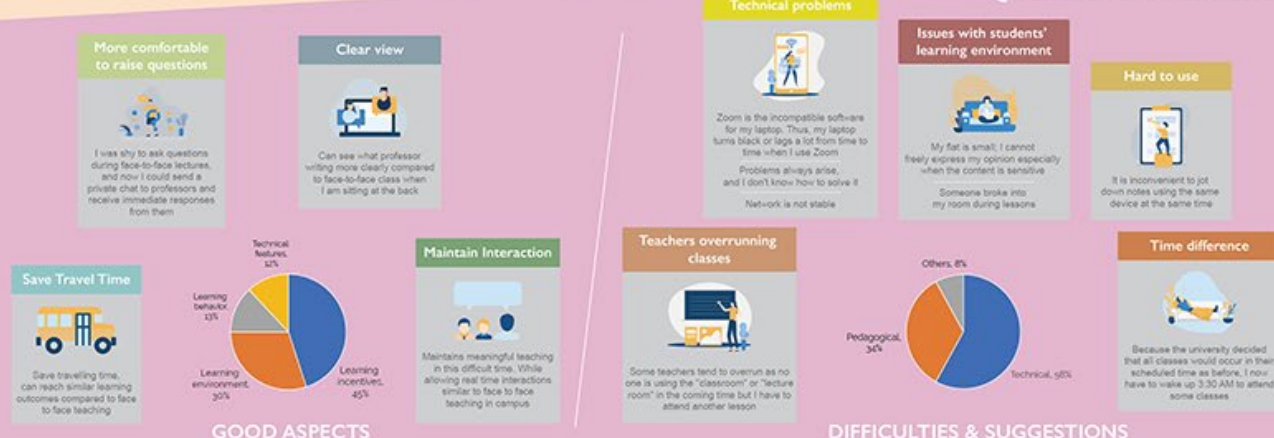 More comfortable
to raise questions
I was shy to ask questions
during face-to-face lectures,
and now I could send a
private chat to professors and
receive immediate responses
from them
Clear view
Can see what professor
writing more clearly compared
to face-to-face class when
I am sitting at the back
Save Travel Time
Save travelling time,
can reach similar learning
outcomes compared to face
to face teaching
Technical
features,
12%
Learning
behavior,
13%
Learning
environment,
30%
Learning
incentives,
45%
Maintain Interaction
Maintains meaningful teaching
in this difficult time. While
allowing real time interactions
similar to face to face
teaching in campus
GOOD ASPECTS
Technical problems
Zoom is the incompatible software
for my laptop. Thus, my laptop
turns black or lags a lot from time to
time when I use Zoom
Problems always arise,
and I don't know how to solve it
Network is not stable
Issues with students'
learning environment
My flat is small; I cannot
freely express my opinion especially
when the content is sensitive
Someone broke into
my room during lessons
Hard to use
It is inconvenient to jot
down notes using the same
device at the same time
Teachers overrunning
classes
Some teachers tend to overrun as no
one is using the "classroom" or "lecture
room" in the coming time but I have to
attend another lesson
Others, 8%
Pedagogical,
34%
Technical, 58%
Time difference
Because the university decided
that all classes would occur in their
scheduled time as before, I now
have to wake up 3:30 AM to attend
some classes
DIFFICULTIES & SUGGESTIONS